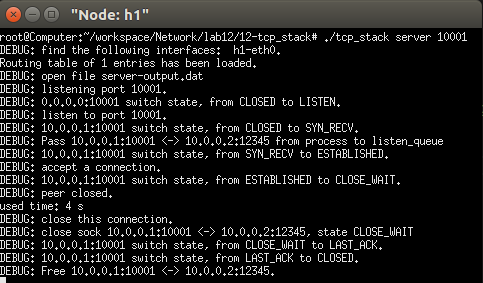 "Node: h1"
root@Computer:~/workspace/Network/lab12/12-tcp_stack# ./tcp_stack server 10001
DEBUG: find the following interfaces:  h1-eth0.
Routing table of 1 entries has been loaded.
DEBUG: open file server-output.dat
DEBUG: listening port 10001.
DEBUG: 0.0.0.0:10001 switch state, from CLOSED to LISTEN.
DEBUG: listen to port 10001.
DEBUG: 10.0.0.1:10001 switch state, from CLOSED to SYN_RECV.
DEBUG: Pass 10.0.0.1:10001 <-> 10.0.0.2:12345 from process to listen_queue
DEBUG: 10.0.0.1:10001 switch state, from SYN_RECV to ESTABLISHED.
DEBUG: accept a connection.
DEBUG: 10.0.0.1:10001 switch state, from ESTABLISHED to CLOSE_WAIT.
DEBUG: peer closed.
used time: 4 s
DEBUG: close this connection.
DEBUG: close sock 10.0.0.1:10001 <-> 10.0.0.2:12345, state CLOSE_WAIT
DEBUG: 10.0.0.1:10001 switch state, from CLOSE_WAIT to LAST_ACK.
DEBUG: 10.0.0.1:10001 switch state, from LAST_ACK to CLOSED.
DEBUG: Free 10.0.0.1:10001 <-> 10.0.0.2:12345.